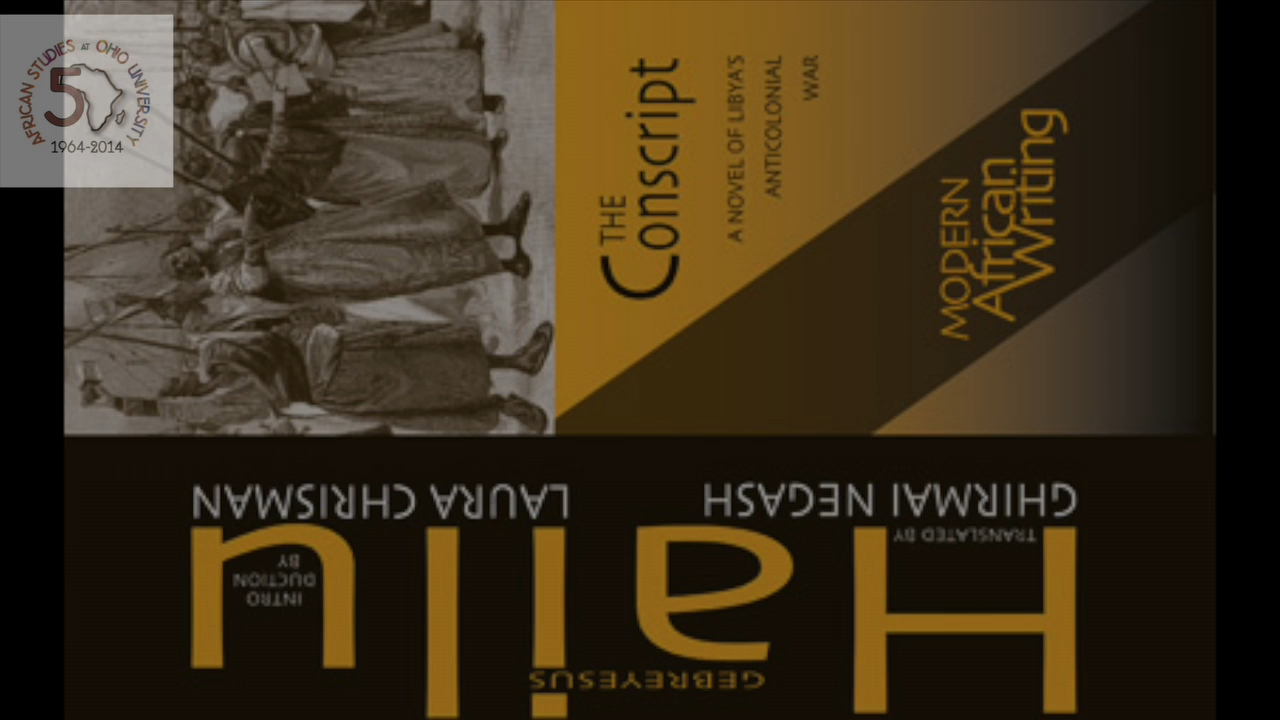 AFRICAN STUDIES AT OHIO UNIVERSITY
50
1964-2014
THE
Conscript
A NOVEL OF LIBYA'S
ANTICOLONIAL
WAR
MODERN
African
Writing
GEBREYESUS
Hailu
TRANSLATED BY
GHIRMAI NEGASH
INTRO
DUCTION
BY
LAURA CHRISMAN